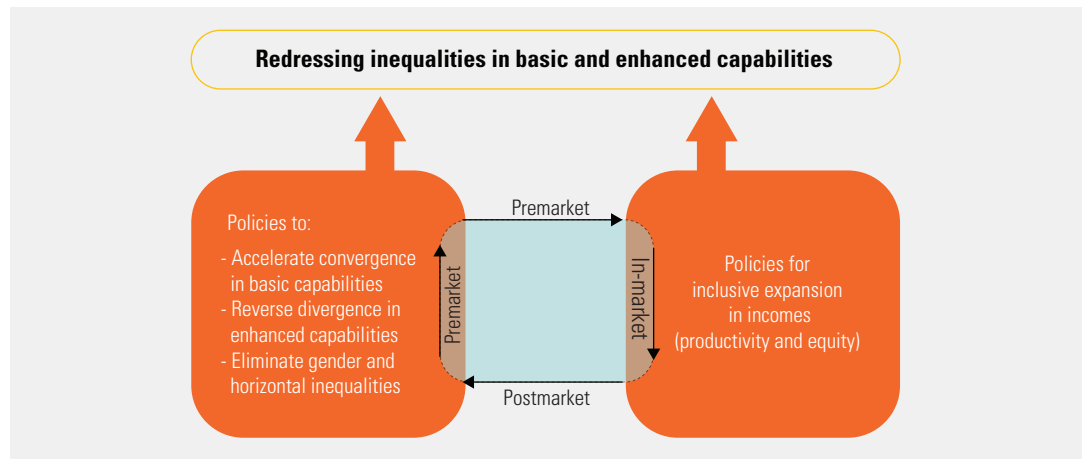 Redressing inequalities in basic and enhanced capabilities
Policies to:
- Accelerate convergence
in basic capabilities
- Reverse divergence in
enhanced capabilities
- Eliminate gender and
horizontal inequalities
Premarket
Premarket
In-market
Postmarket
Policies for
inclusive expansion
in incomes
(productivity and equity)